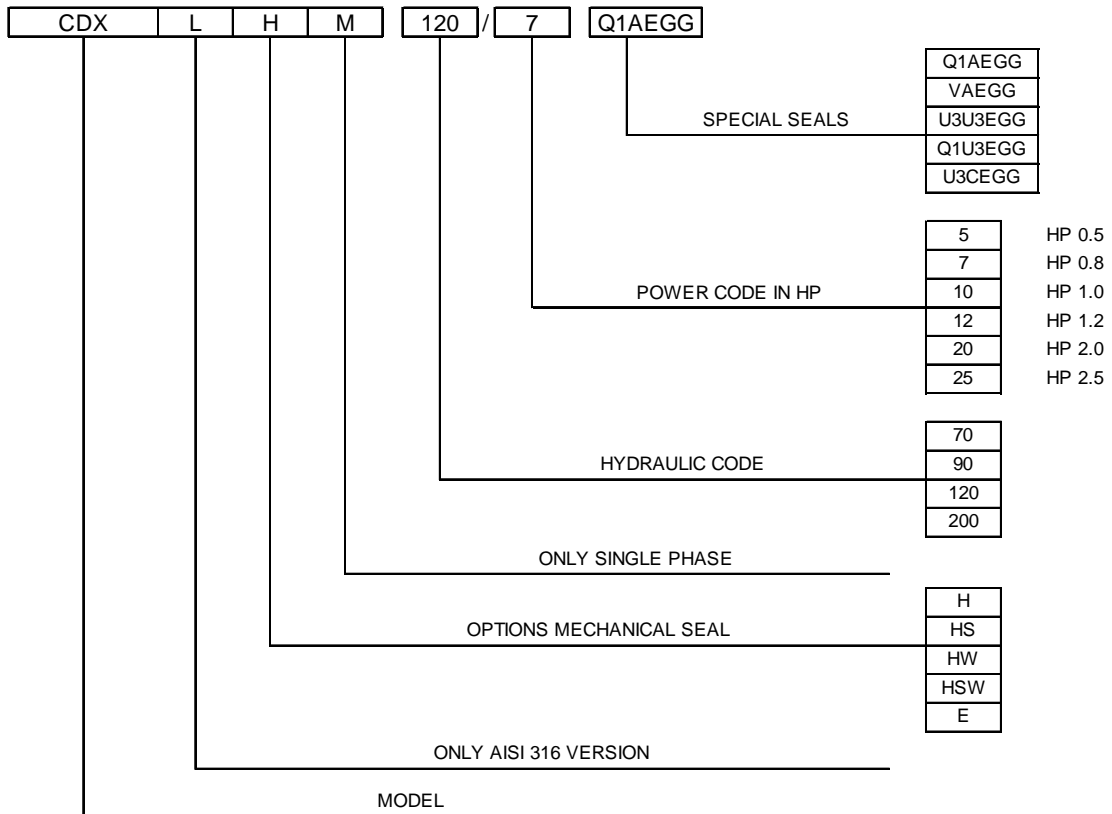 CDX L H M 120 / 7 Q1AEGG
Q1AEGG
VAEGG
SPECIAL SEALS U3U3EGG
Q1U3EGG
U3CEGG
5 HP 0.5
7 HP 0.8
POWER CODE IN HP 10 HP 1.0
12 HP 1.2
20 HP 2.0
25 HP 2.5
70
HYDRAULIC CODE 90
120
200
ONLY SINGLE PHASE
H
OPTIONS MECHANICAL SEAL HS
HW
HSW
E
ONLY AISI 316 VERSION
MODEL